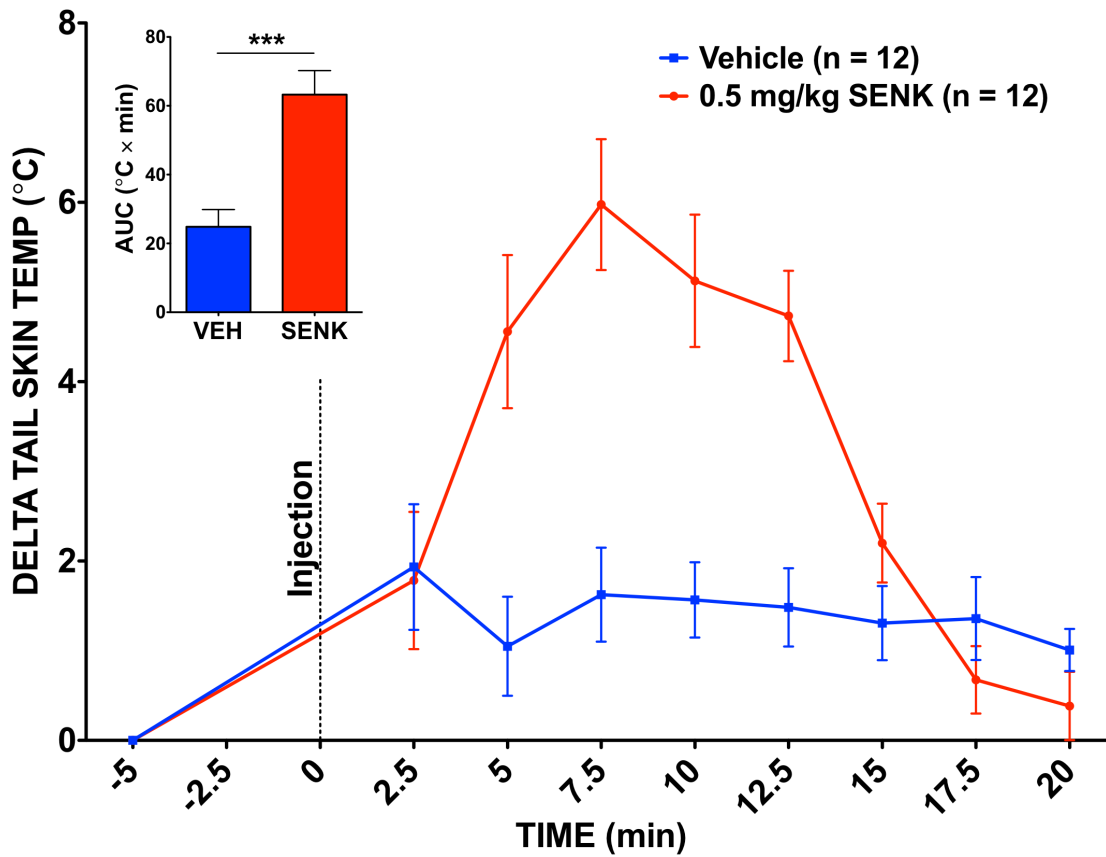 DELTA TAIL SKIN TEMP (°C)
8
6
4
2
0
AUC (°C × min)
80
60
40
20
0
***
VEH SENK
Vehicle (n = 12)
0.5 mg/kg SENK (n = 12)
Injection
-5 -2.5 0 2.5 5 7.5 10 12.5 15 17.5 20
TIME (min)